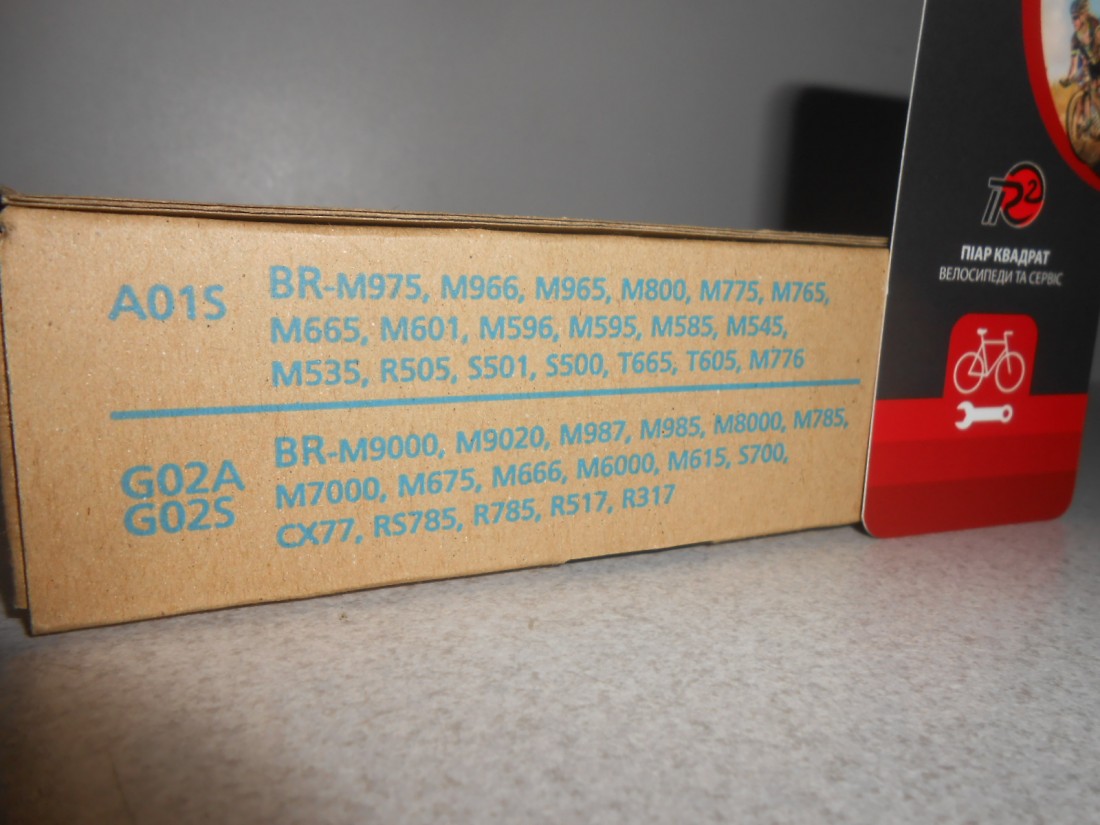 A01S
BR-M975, M966, M965, M800, M775, M765,
M665, M601, M596, M595, M585, M545,
M535, R505, S501, S500, T665, T605, M776
G02A
G02S
BR-M9000, M9020, M987, M985, M8000, M785,
M7000, M675, M666, M6000, M615, S700,
CX77, RS785, R785, R517, R317
ПІАР КВАДРАТ
ВЕЛОСИПЕДИ ТА СЕРВІС